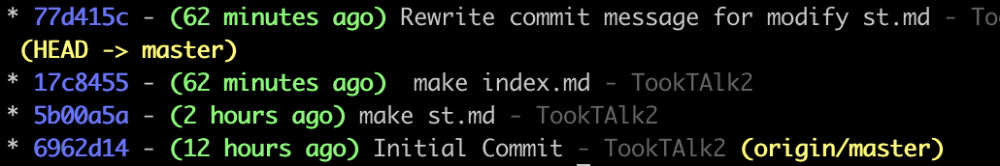 * 77d415c - (62 minutes ago) Rewrite commit message for modify st.md - To
(HEAD -> master)
* 17c8455 - (62 minutes ago)  make index.md - TookTAlk2
* 5b00a5a - (2 hours ago) make st.md - TookTAlk2
* 6962d14 - (12 hours ago) Initial Commit - TookTAlk2 (origin/master)